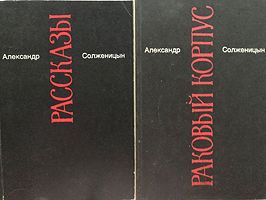 Александр
Солженицын
РАССКАЗЫ
Александр
Солженицын
РАКОВЫЙ КОРПУС